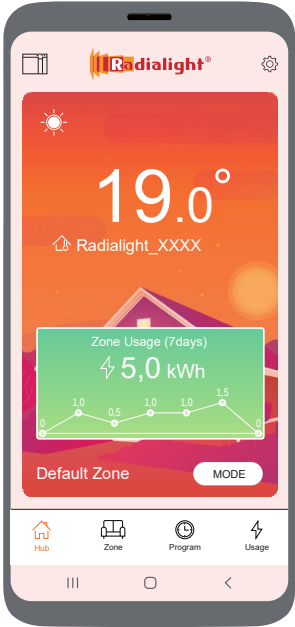 Radialight®
19.0°
Radialight_XXXX
Zone Usage (7days)
5,0 kWh
0 1,0 0,5 1,0 1,0 1,5 0
Default Zone MODE
Hub Zone Program Usage